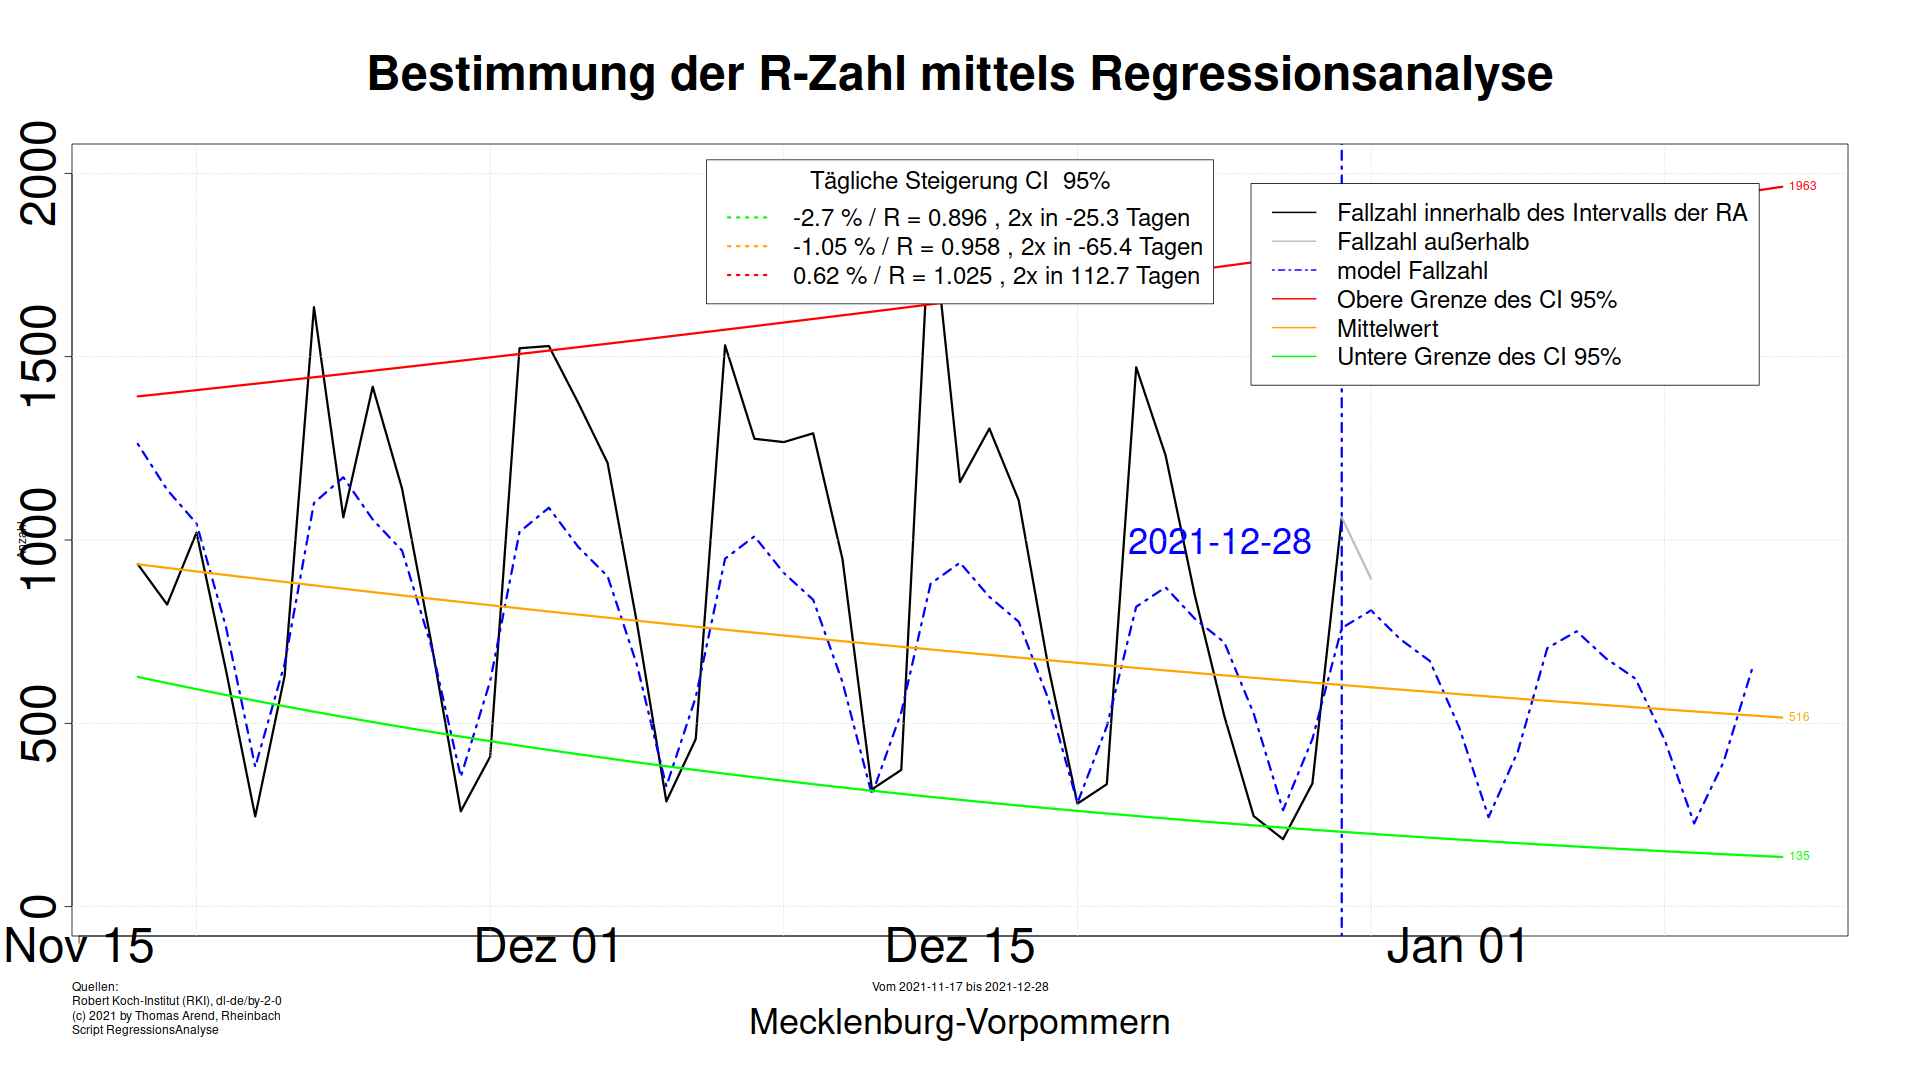 Bestimmung der R-Zahl mittels Regressionsanalyse
Tägliche Steigerung CI  95%
-2.7 % / R = 0.896 , 2x in -25.3 Tagen
-1.05 % / R = 0.958 , 2x in -65.4 Tagen
0.62 % / R = 1.025 , 2x in 112.7 Tagen
Fallzahl innerhalb des Intervalls der RA
Fallzahl außerhalb
model Fallzahl
Obere Grenze des CI 95%
Mittelwert
Untere Grenze des CI 95%
1963
516
135
2021-12-28
2000
1500
1000
500
0
Anzahl
Nov 15
Dez 01
Dez 15
Jan 01
Quellen:
Robert Koch-Institut (RKI), dl-de/by-2-0
(c) 2021 by Thomas Arend, Rheinbach
Script RegressionsAnalyse
Vom 2021-11-17 bis 2021-12-28
Mecklenburg-Vorpommern